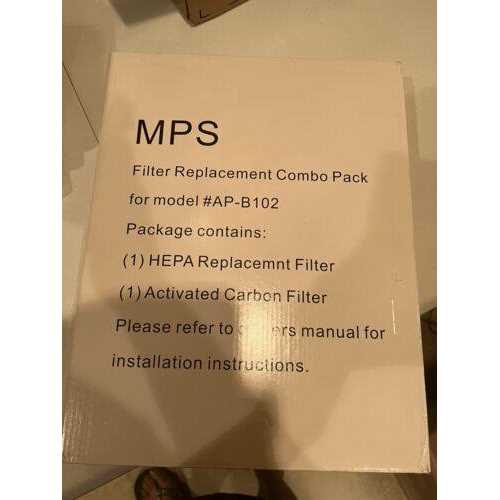 MPS
Filter Replacement Combo Pack
for model #AP-B102
Package contains:
(1) HEPA Replacemnt Filter
(1) Activated Carbon Filter
Please refer to manual for
installation instructions.